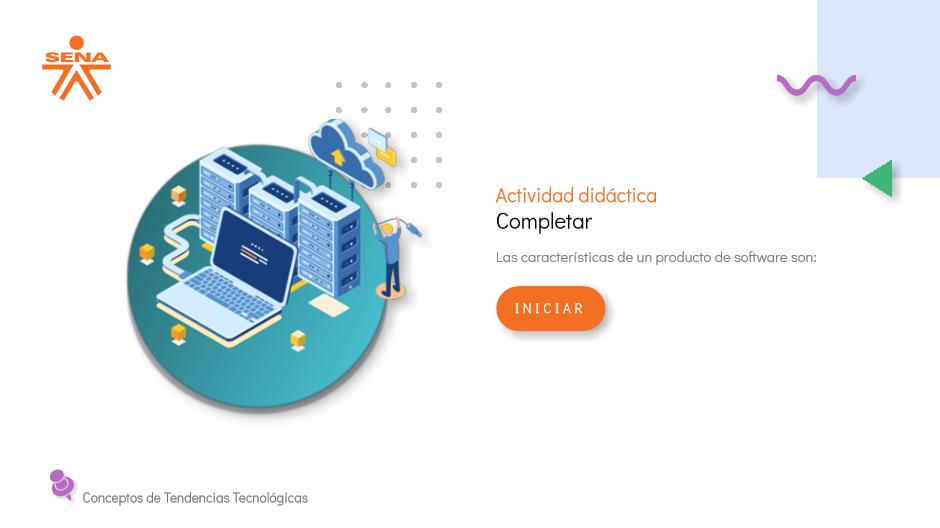 SENA
Actividad didáctica
Completar
Las características de un producto de software son:
INICIAR
Conceptos de Tendencias Tecnológicas